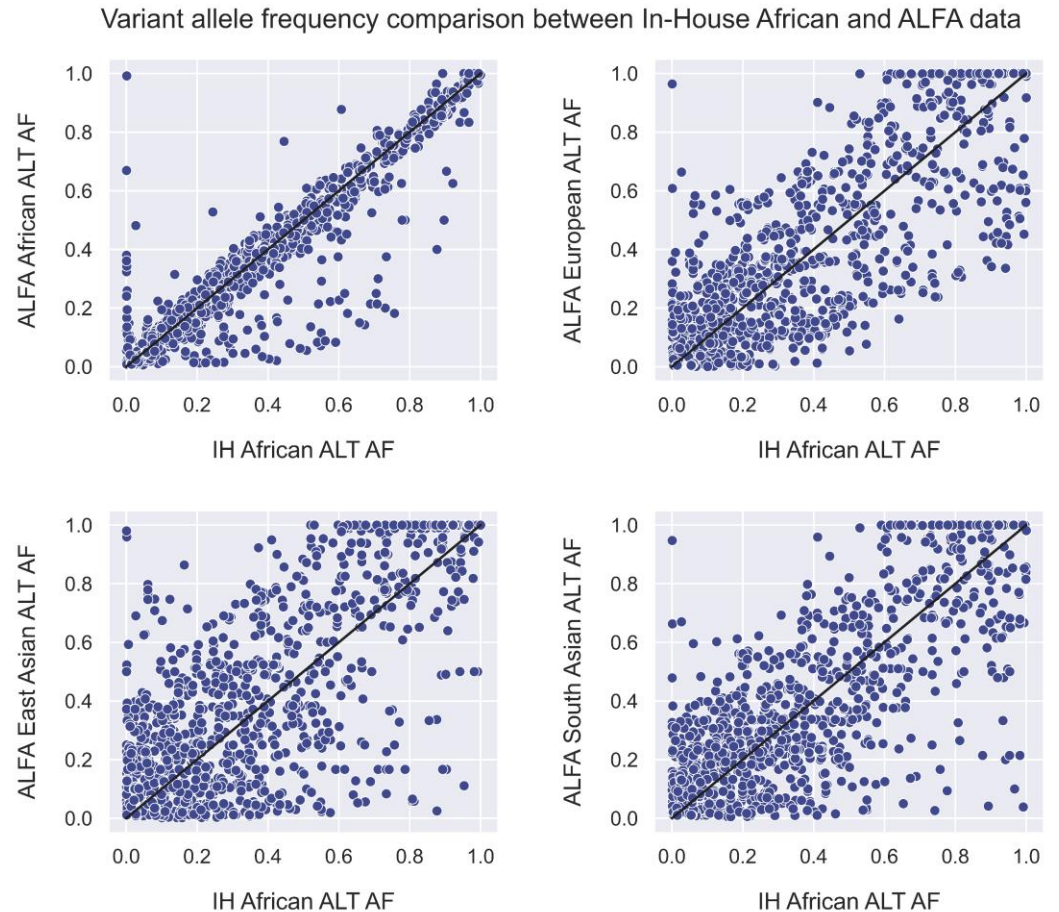 Variant allele frequency comparison between In-House African and ALFA data
ALFA African ALT AF
1.0
0.8
0.6
0.4
0.2
0.0
0.0 0.2 0.4 0.6 0.8 1.0
IH African ALT AF
ALFA European ALT AF
1.0
0.8
0.6
0.4
0.2
0.0
0.0 0.2 0.4 0.6 0.8 1.0
IH African ALT AF
ALFA East Asian ALT AF
1.0
0.8
0.6
0.4
0.2
0.0
0.0 0.2 0.4 0.6 0.8 1.0
IH African ALT AF
ALFA South Asian ALT AF
1.0
0.8
0.6
0.4
0.2
0.0
0.0 0.2 0.4 0.6 0.8 1.0
IH African ALT AF